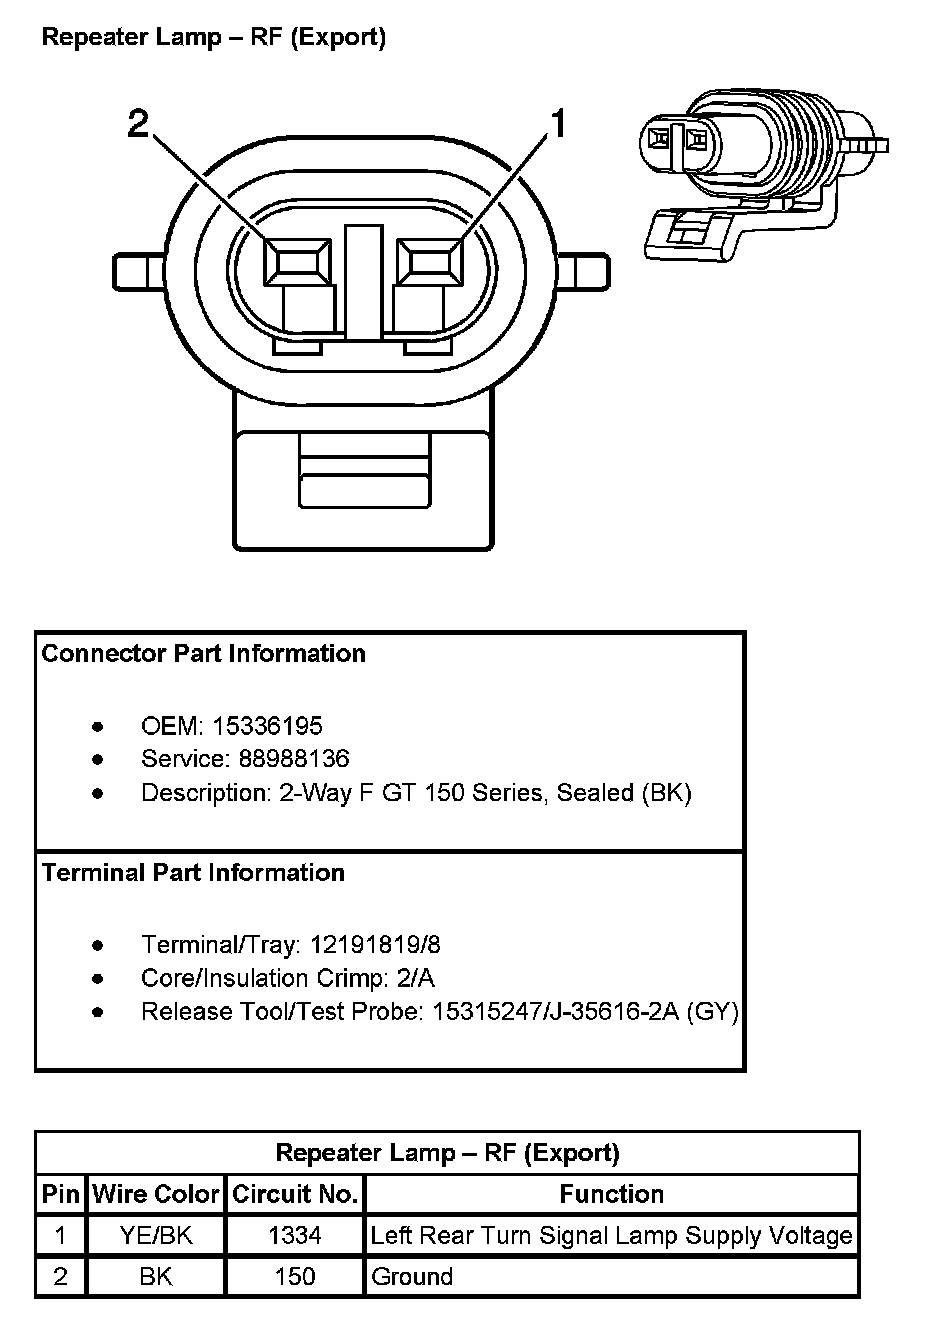 Repeater Lamp – RF (Export)
2 1
Connector Part Information
● OEM: 15336195
● Service: 88988136
● Description: 2-Way F GT 150 Series, Sealed (BK)
Terminal Part Information
● Terminal/Tray: 12191819/8
● Core/Insulation Crimp: 2/A
● Release Tool/Test Probe: 15315247/J-35616-2A (GY)
Repeater Lamp – RF (Export)
Pin Wire Color Circuit No. Function
1 YE/BK 1334 Left Rear Turn Signal Lamp Supply Voltage
2 BK 150 Ground